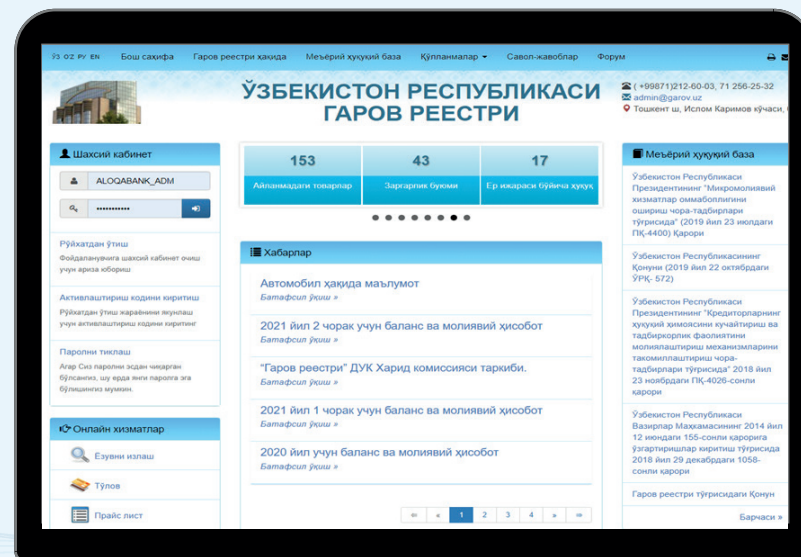 ЎЗ OZ РУ EN Бош саҳифа Гаров реестри ҳақида Меъёрий ҳуқуқий база Қўлланмалар Савол-жавоблар Форум
ЎЗБЕКИСТОН РЕСПУБЛИКАСИ
ГАРОВ РЕЕСТРИ
( +99871)212-60-03, 71 256-25-32
admin@garov.uz
Тошкент ш, Ислом Каримов кўчаси,
Шахсий кабинет
ALOQABANK_ADM
•••••••••••
Рўйхатдан ўтиш
Фойдаланувчига шахсий кабинет очиш
учун ариза юбориш
Активлаштириш кодини киритиш
Рўйхатдан ўтиш жараёнини якунлаш
учун активлаштириш кодини киритинг
Паролни тиклаш
Агар Сиз паролни эсдан чиқарган
бўлсангиз, шу ерда янги паролга эга
бўлишингиз мумкин.
Онлайн хизматлар
Ёзувни излаш
Тўлов
Прайс лист
153 43 17
Айланмадаги товарлар Заргарлик буюми Ер ижараси бўйича ҳуқуқ
Хабарлар
Автомобил ҳақида маълумот
Батафсил ўқиш »
2021 йил 2 чорак учун баланс ва молиявий ҳисобот
Батафсил ўқиш »
"Гаров реестри" ДУК Харид комиссияси таркиби.
Батафсил ўқиш »
2021 йил 1 чорак учун баланс ва молиявий ҳисобот
Батафсил ўқиш »
2020 йил учун баланс ва молиявий ҳисобот
Батафсил ўқиш »
« 1 2 3 4 »
Меъёрий ҳуқуқий база
Ўзбекистон Республикаси
Президентининг "Микромолиявий
хизматлар оммаболлигини
ошириш чора-тадбирлари
тўғрисида" (2019 йил 23 июлдаги
ПҚ-4400) Қарори
Ўзбекистон Республикасининг
Қонуни (2019 йил 22 октябрдаги
ЎРҚ- 572)
Ўзбекистон Республикаси
Президентининг "Кредиторларнинг
ҳуқуқий ҳимоясини кучайтириш ва
тадбиркорлик фаолиятини
молиялаштириш механизмларини
такомиллаштириш чора-
тадбирлари тўғрисида" 2018 йил
23 ноябрдаги ПҚ-4026-сонли
қарори
Ўзбекистон Республикаси
Вазирлар Маҳкамасининг 2014 йил
12 июндаги 155-сонли қарорига
ўзгартиришлар киритиш тўғрисида
2018 йил 29 декабрдаги 1058-
сонли қарори
Гаров реестри тўғрисидаги Қонун
Барчаси »